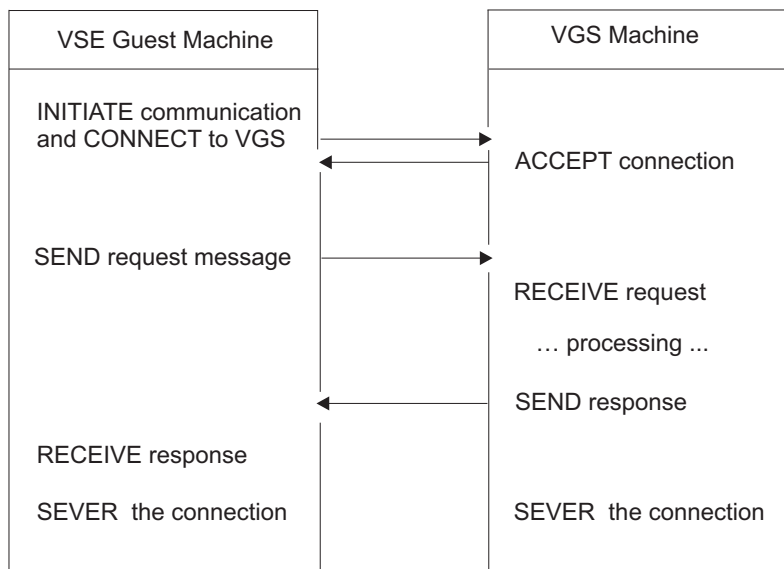 VSE Guest Machine
VGS Machine
INITIATE communication
and CONNECT to VGS
ACCEPT connection
SEND request message
RECEIVE request
… processing ...
SEND response
RECEIVE response
SEVER the connection
SEVER the connection